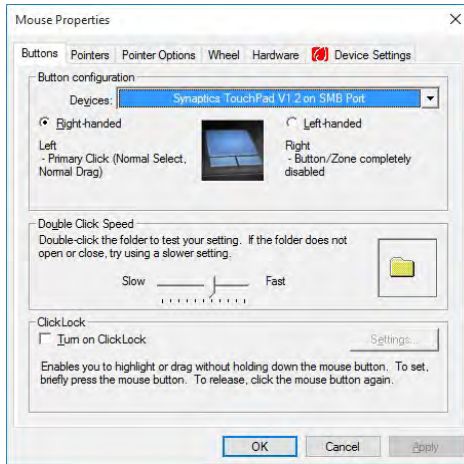 Mouse Properties
Buttons Pointers Pointer Options Wheel Hardware Device Settings
Button configuration
Devices: Synaptics TouchPad V1.2 on SMB Port
Right-handed Left-handed
Left
- Primary Click (Normal Select,
Normal Drag)
Right
- Button/Zone completely
disabled
Double Click Speed
Double-click the folder to test your setting. If the folder does not
open or close, try using a slower setting.
Slow Fast
ClickLock
Turn on ClickLock Settings...
Enables you to highlight or drag without holding down the mouse button. To set,
briefly press the mouse button. To release, click the mouse button again.
OK Cancel Apply